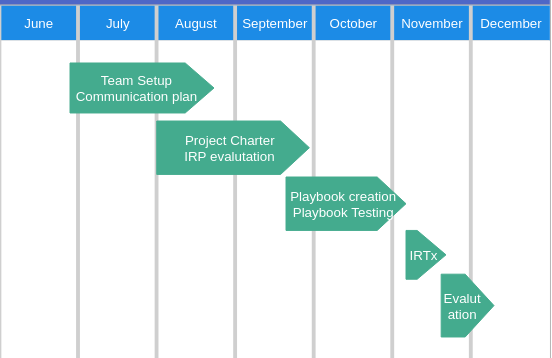 June July August September October November December
Team Setup
Communication plan
Project Charter
IRP evalutation
Playbook creation
Playbook Testing
IRTx
Evalut
ation